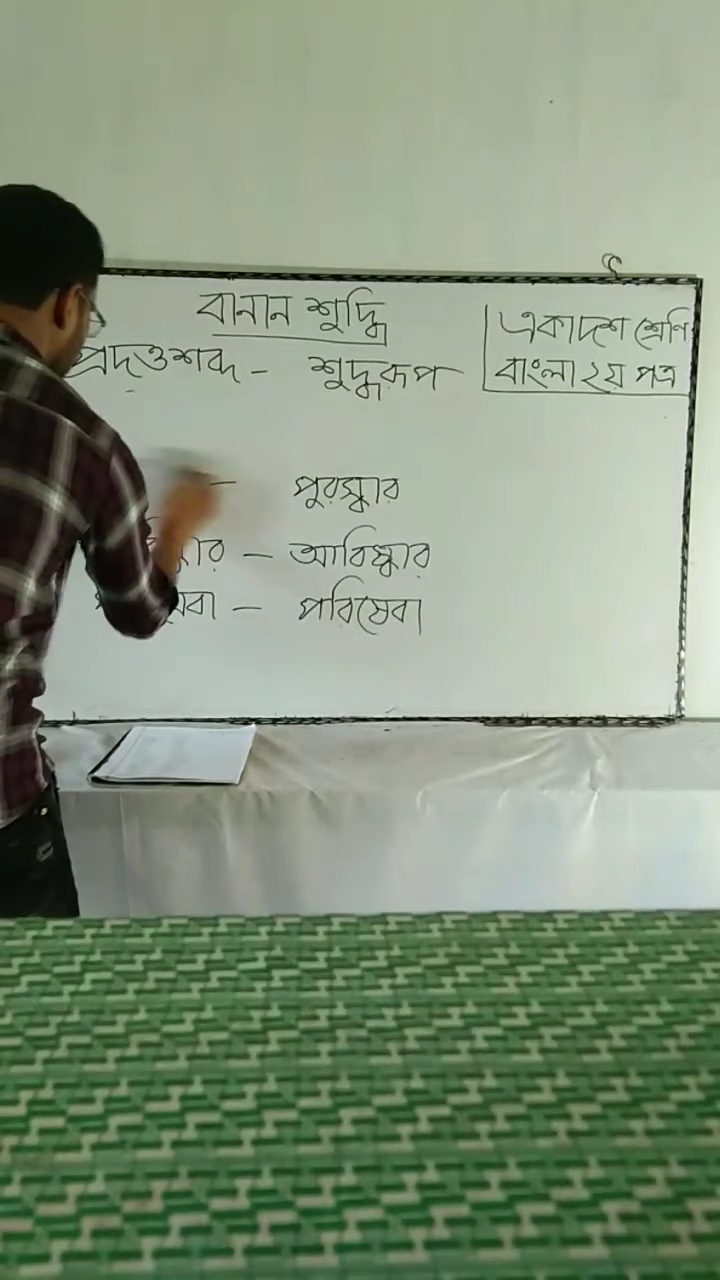 বানান শুদ্ধি
প্রদত্তশব্দ - শুদ্ধরূপ
একাদশ শ্রেণি
বাংলা ২য় পত্র
- পুরস্কার
- আবিষ্কার
- পরিষেবা